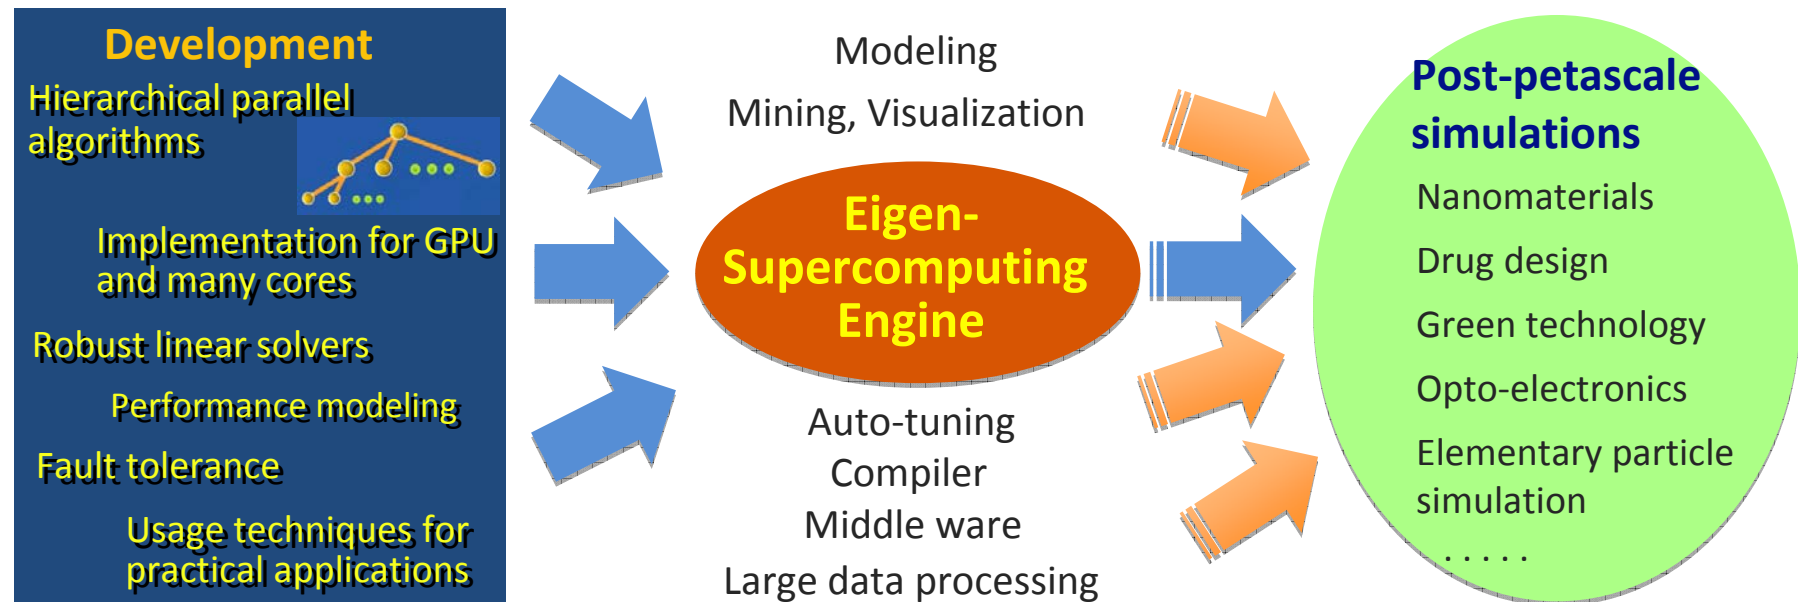 Development
Hierarchical parallel
algorithms
Implementation for GPU
and many cores
Robust linear solvers
Performance modeling
Fault tolerance
Usage techniques for
practical applications
Modeling
Mining, Visualization
Eigen-
Supercomputing
Engine
Auto-tuning
Compiler
Middle ware
Large data processing
Post-petascale
simulations
Nanomaterials
Drug design
Green technology
Opto-electronics
Elementary particle
simulation
. . . . .